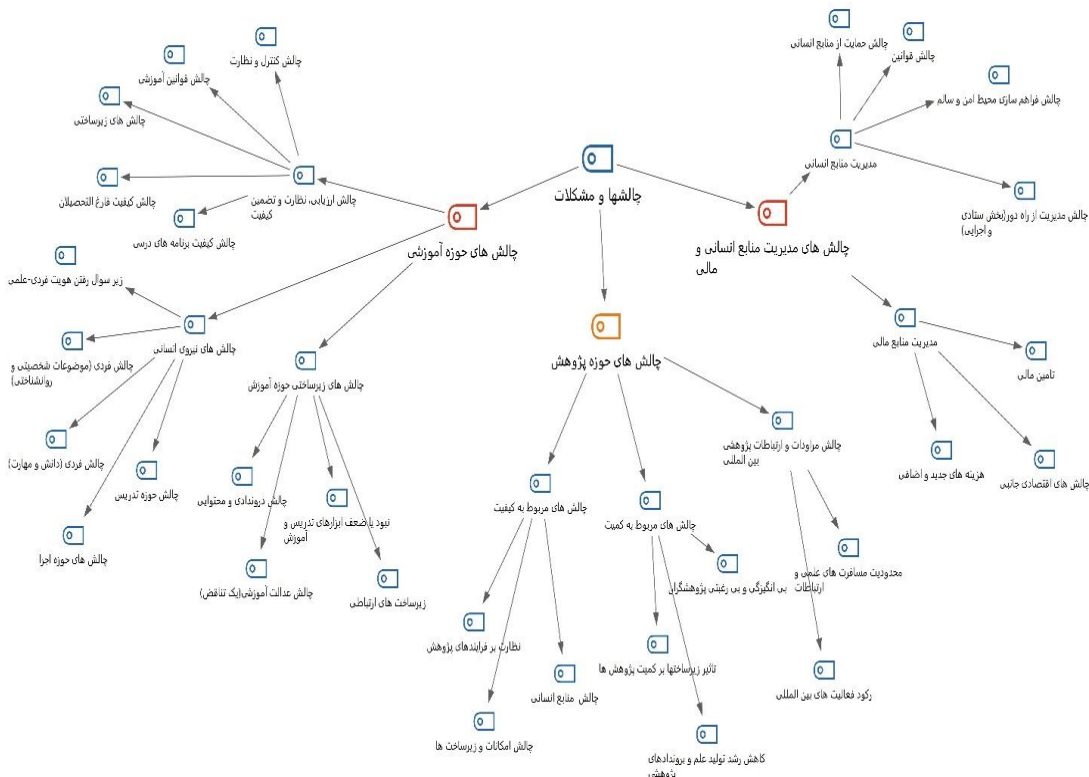 چالش حمایت از منابع انسانی
چالش قوانین
چالش فراهم سازی محیط امن و سالم
مدیریت منابع انسانی
چالش مدیریت از راه دور(بخش ستادی
و اجرایی)
چالشها و مشکلات
چالش های مدیریت منابع انسانی و
مالی
مدیریت منابع مالی
تامین مالی
هزینه های جدید و اضافی
چالش های اقتصادی جانبی
چالش کنترل و نظارت
چالش قوانین آموزشی
چالش های زیرساختی
چالش ارزیابی، نظارت و تضمین
کیفیت
چالش کیفیت فارغ التحصیلان
چالش کیفیت برنامه های درسی
چالش های حوزه آموزشی
زیر سوال رفتن هویت فردی-علمی
چالش های نیروی انسانی
چالش فردی (موضوعات شخصیتی و
روانشناختی)
چالش فردی (دانش و مهارت)
چالش حوزه تدریس
چالش های حوزه اجرا
چالش های زیرساختی حوزه آموزش
چالش دروندادی و محتوایی
نبود یا ضعف ابزارهای تدریس و
آموزش
چالش عدالت آموزشی(یک تناقض)
زیرساخت های ارتباطی
چالش های حوزه پژوهش
چالش مراودات و ارتباطات پژوهشی
بین المللی
محدودیت مسافرت های علمی و
ارتباطات
رکود فعالیت های بین المللی
چالش های مربوط به کمیت
بی انگیزگی و بی رغبتی پژوهشگران
تاثیر زیرساختها بر کمیت پژوهش ها
کاهش رشد تولید علم و بروندادهای
پژوهشی
چالش های مربوط به کیفیت
نظارت بر فرایندهای پژوهش
چالش منابع انسانی
چالش امکانات و زیرساخت ها